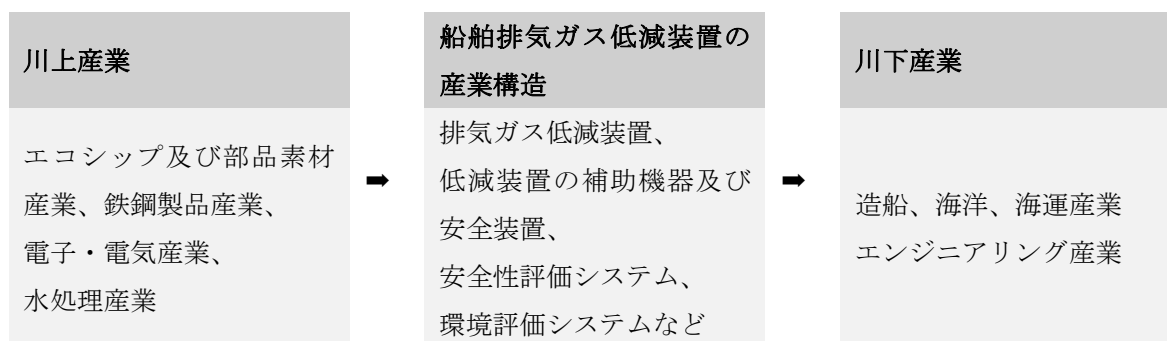 川上産業
エコシップ及び部品素材
産業、鉄鋼製品産業、
電子・電気産業、
水処理産業
➡
船舶排気ガス低減装置の
産業構造
排気ガス低減装置、
低減装置の補助機器及び
安全装置、
安全性評価システム、
環境評価システムなど
➡
川下産業
造船、海洋、海運産業
エンジニアリング産業